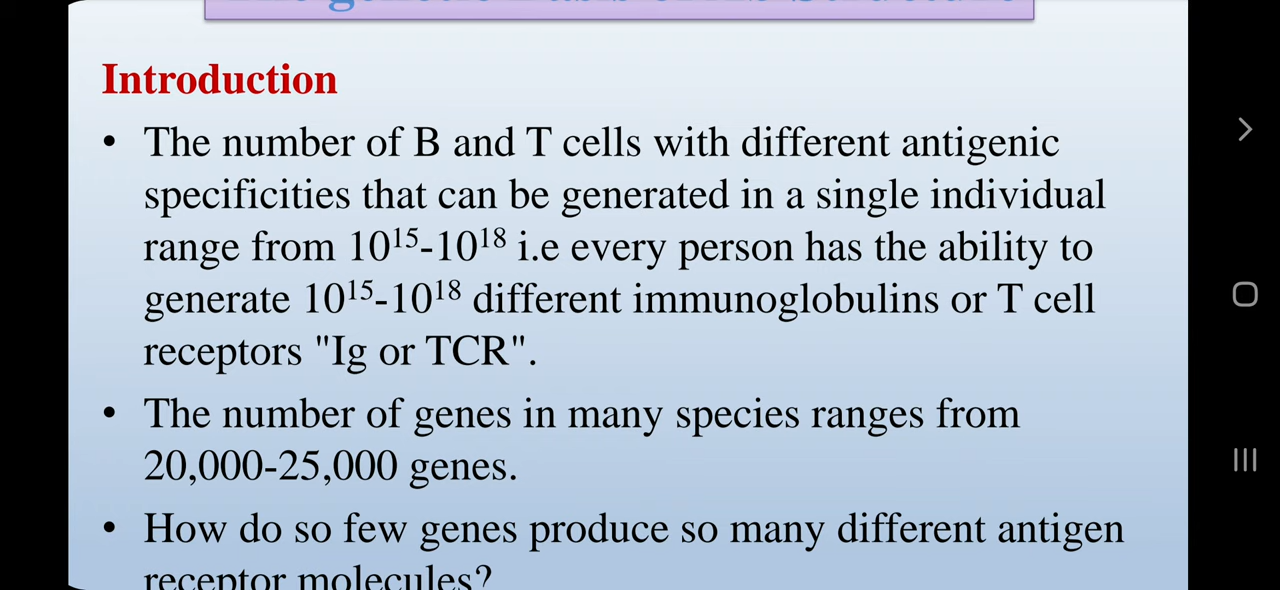 Introduction
• The number of B and T cells with different antigenic
specificities that can be generated in a single individual
range from 10¹⁵-10¹⁸ i.e every person has the ability to
generate 10¹⁵-10¹⁸ different immunoglobulins or T cell
receptors "Ig or TCR".
• The number of genes in many species ranges from
20,000-25,000 genes.
• How do so few genes produce so many different antigen
receptor molecules?